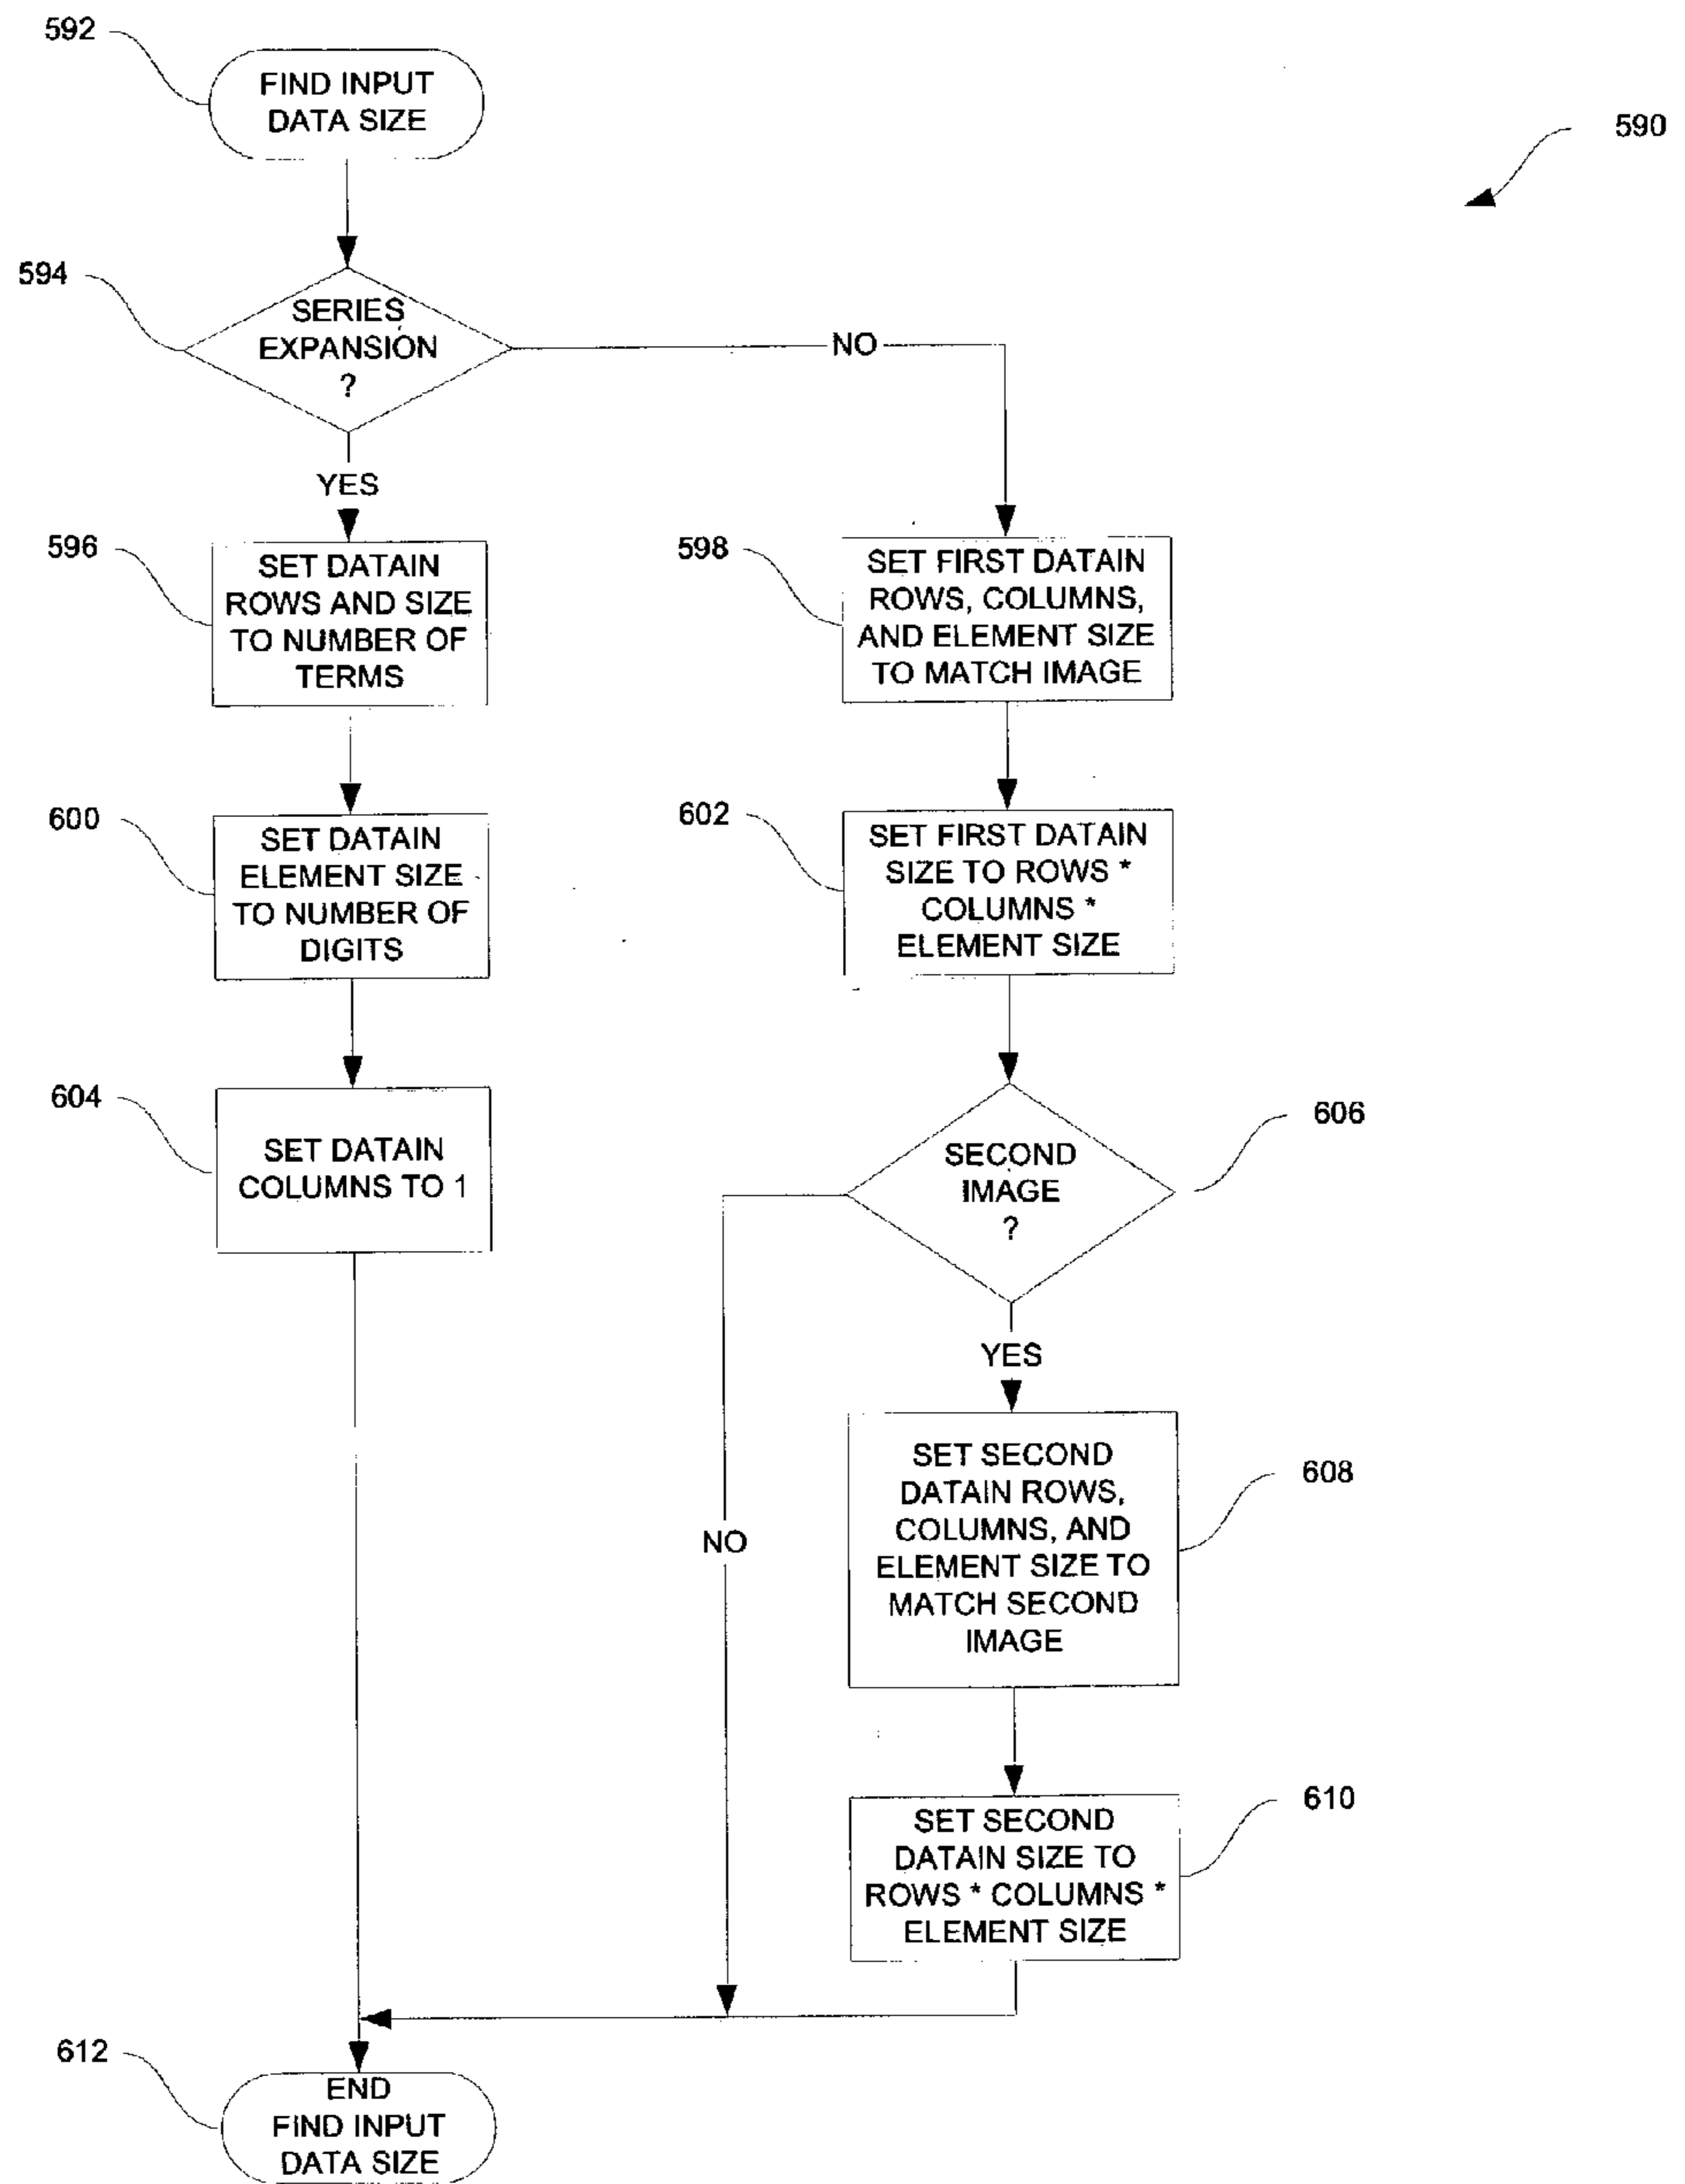 592
FIND INPUT
DATA SIZE
590
594
SERIES
EXPANSION
?
NO
YES
596
SET DATAIN
ROWS AND SIZE
TO NUMBER OF
TERMS
598
SET FIRST DATAIN
ROWS, COLUMNS,
AND ELEMENT SIZE
TO MATCH IMAGE
600
SET DATAIN
ELEMENT SIZE
TO NUMBER OF
DIGITS
602
SET FIRST DATAIN
SIZE TO ROWS *
COLUMNS *
ELEMENT SIZE
604
SET DATAIN
COLUMNS TO 1
606
SECOND
IMAGE
?
YES
NO
608
SET SECOND
DATAIN ROWS,
COLUMNS, AND
ELEMENT SIZE TO
MATCH SECOND
IMAGE
610
SET SECOND
DATAIN SIZE TO
ROWS * COLUMNS *
ELEMENT SIZE
612
END
FIND INPUT
DATA SIZE